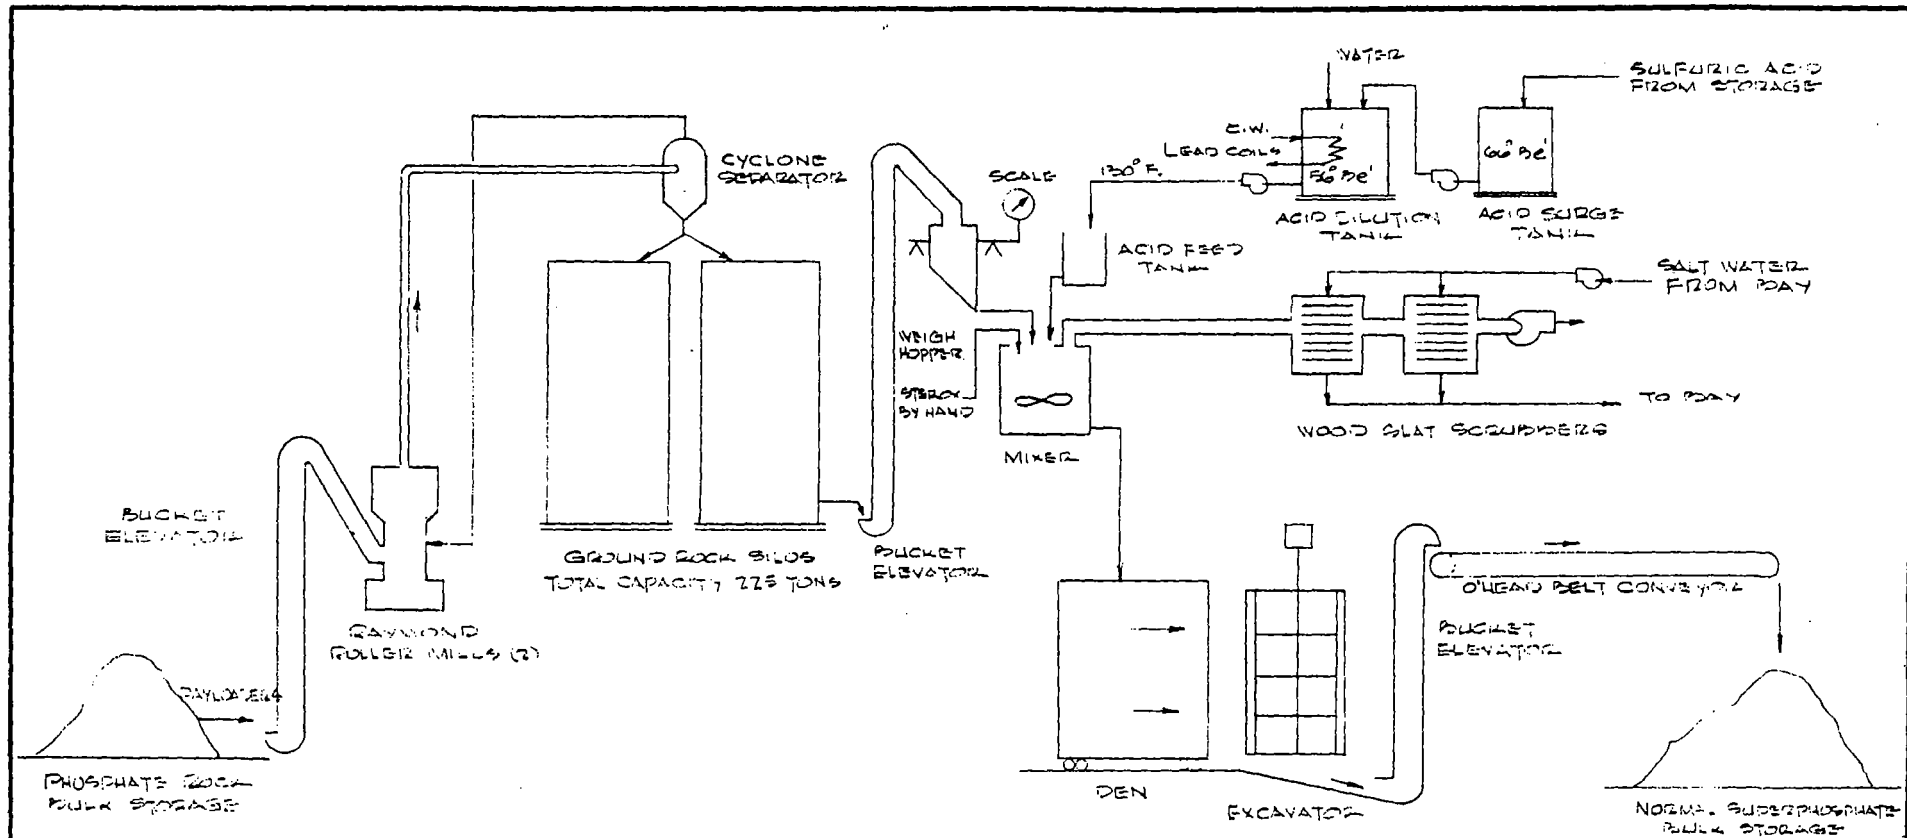 WATER
SULFURIC ACID
FROM STORAGE
C.W.
LEAD COILS
56° Be'
66° Be'
130° F.
ACID DILUTION
TANK
ACID SURGE
TANK
CYCLONE
SEPARATOR
SCALE
ACID FEED
TANK
SALT WATER
FROM BAY
WEIGH
HOPPER
STEROX
BY HAND
MIXER
TO BAY
WOOD SLAT SCRUBBERS
BUCKET
ELEVATOR
GROUND ROCK SILOS
TOTAL CAPACITY 225 TONS
BUCKET
ELEVATOR
RAYMOND
ROLLER MILLS (2)
O'HEAD BELT CONVEYOR
BUCKET
ELEVATOR
PAYLOADER
PHOSPHATE ROCK
BULK STORAGE
DEN
EXCAVATOR
NORMAL SUPERPHOSPHATE
BULK STORAGE